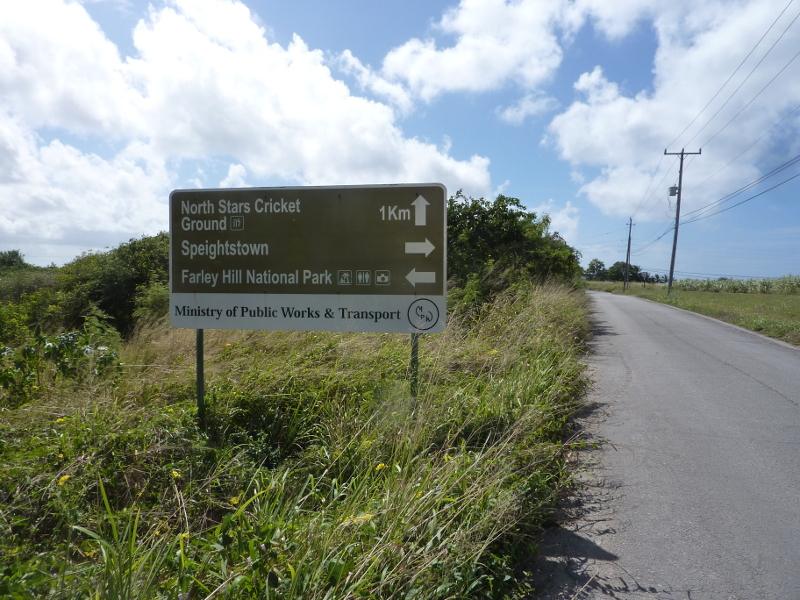 North Stars Cricket
Ground 1Km
Speightstown
Farley Hill National Park
Ministry of Public Works & Transport